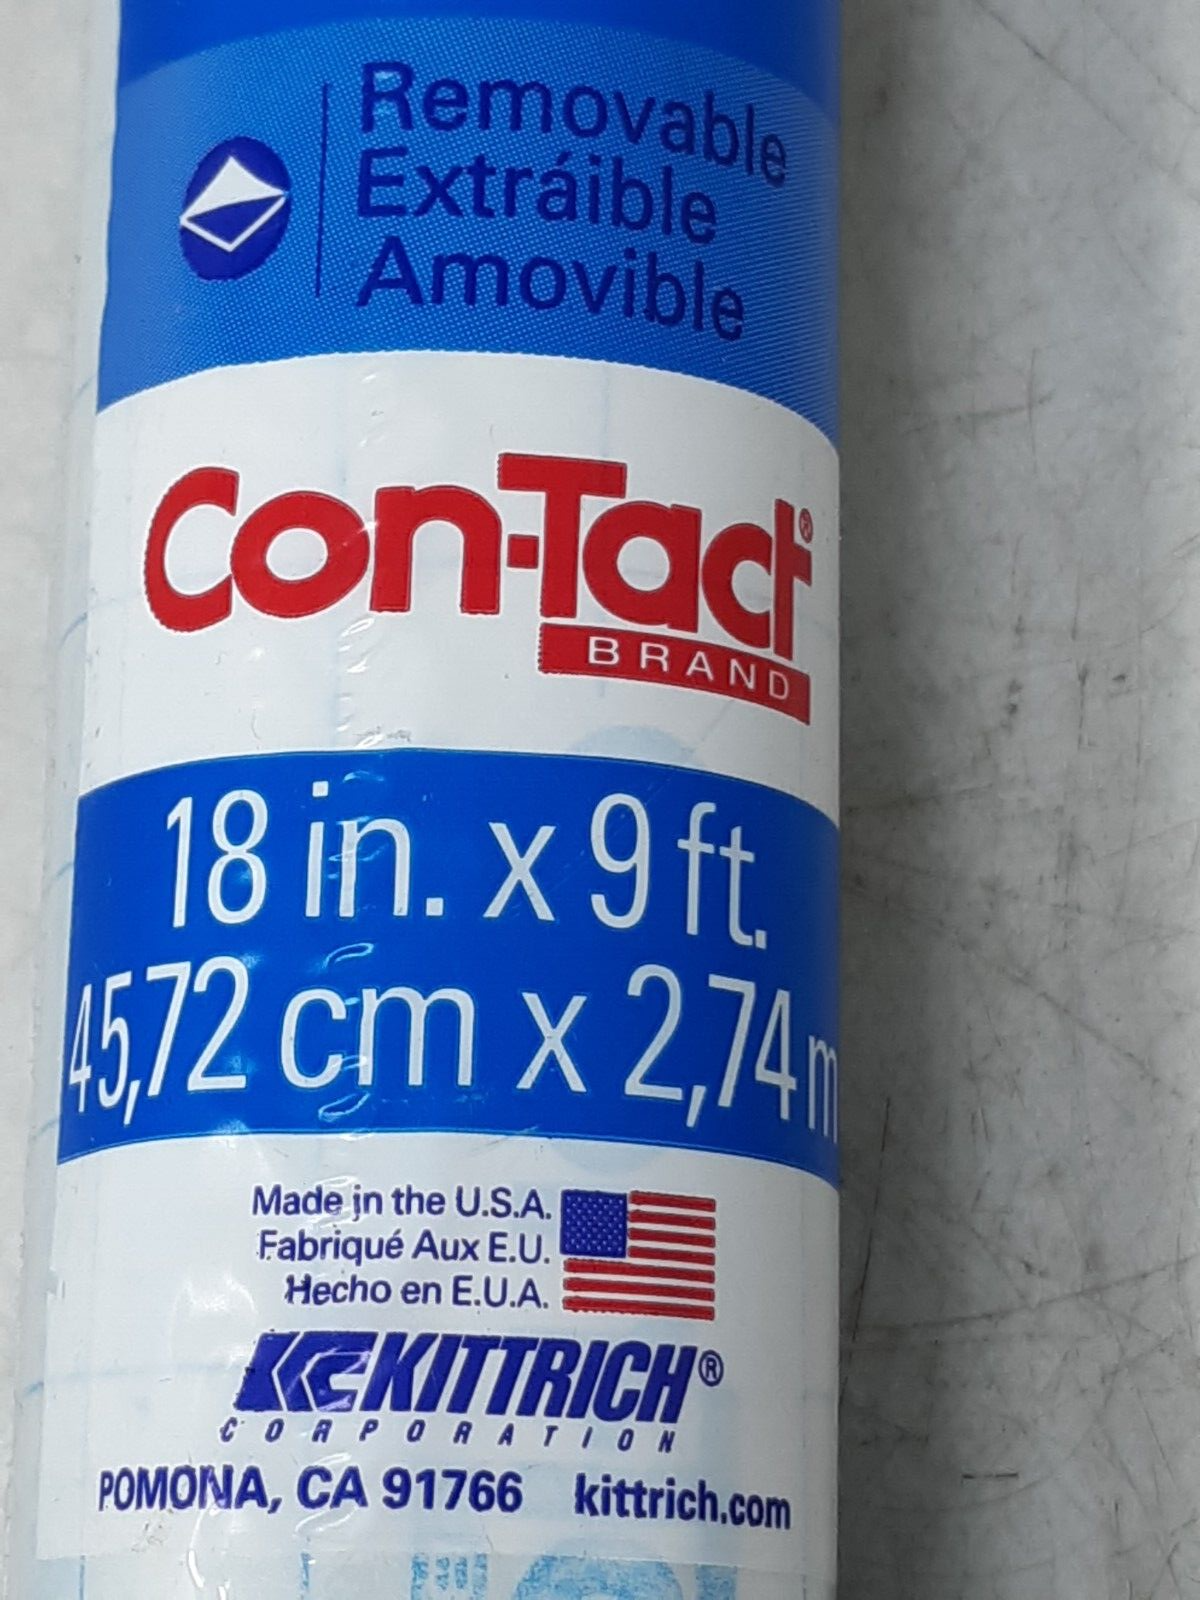 Removable
Extráible
Amovible
Con-Tact®
BRAND
18 in. x 9 ft.
45,72 cm x 2,74 m
Made in the U.S.A.
Fabriqué Aux E.U.
Hecho en E.U.A.
KITTRICH®
CORPORATION
POMONA, CA 91766 kittrich.com